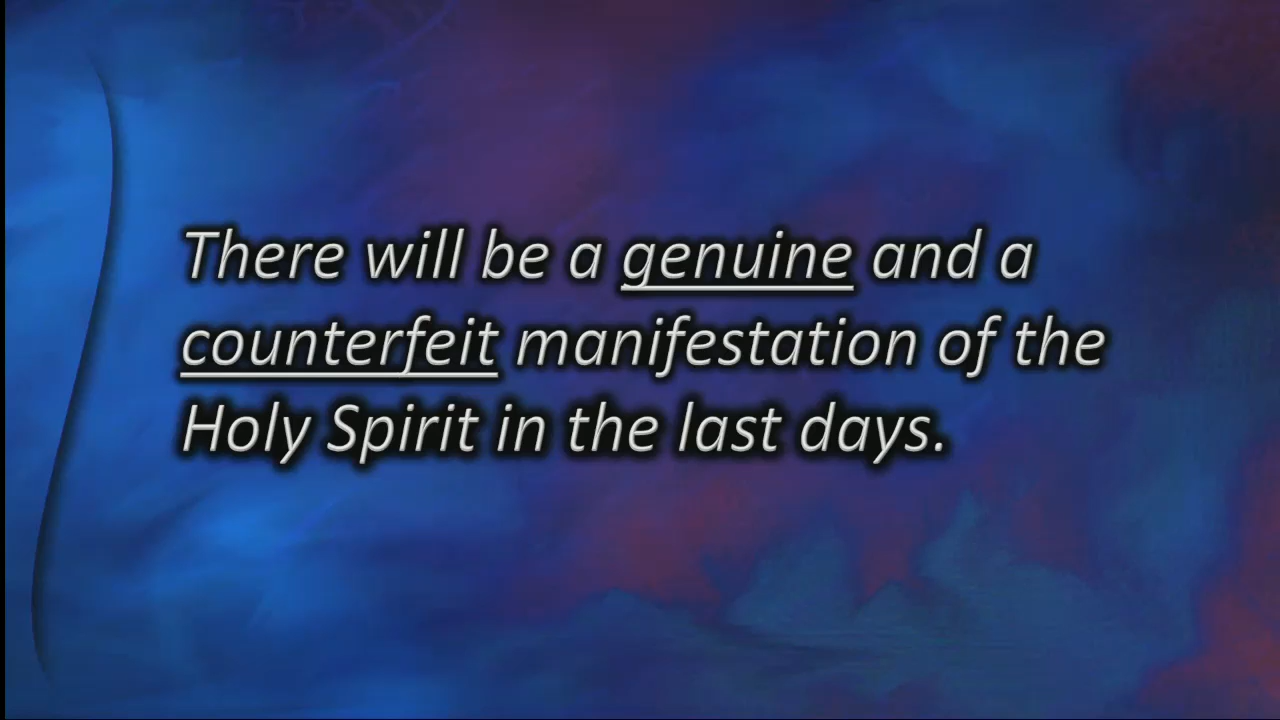 There will be a genuine and a
counterfeit manifestation of the
Holy Spirit in the last days.